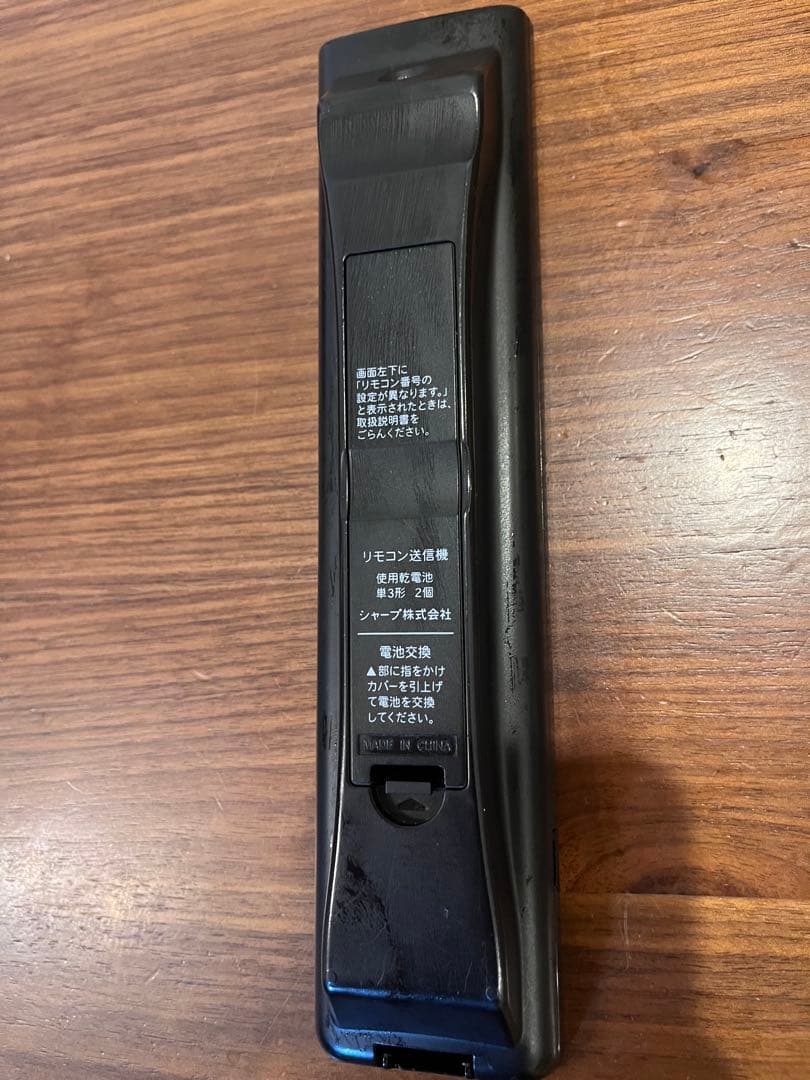 画面左下に
「リモコン番号の
設定が異なります。」
と表示されたときは、
取扱説明書を
ごらんください。
リモコン送信機
使用乾電池
単3形 2個
シャープ株式会社
電池交換
▲部に指をかけ
カバーを引上げ
て電池を交換
してください。
MADE IN CHINA